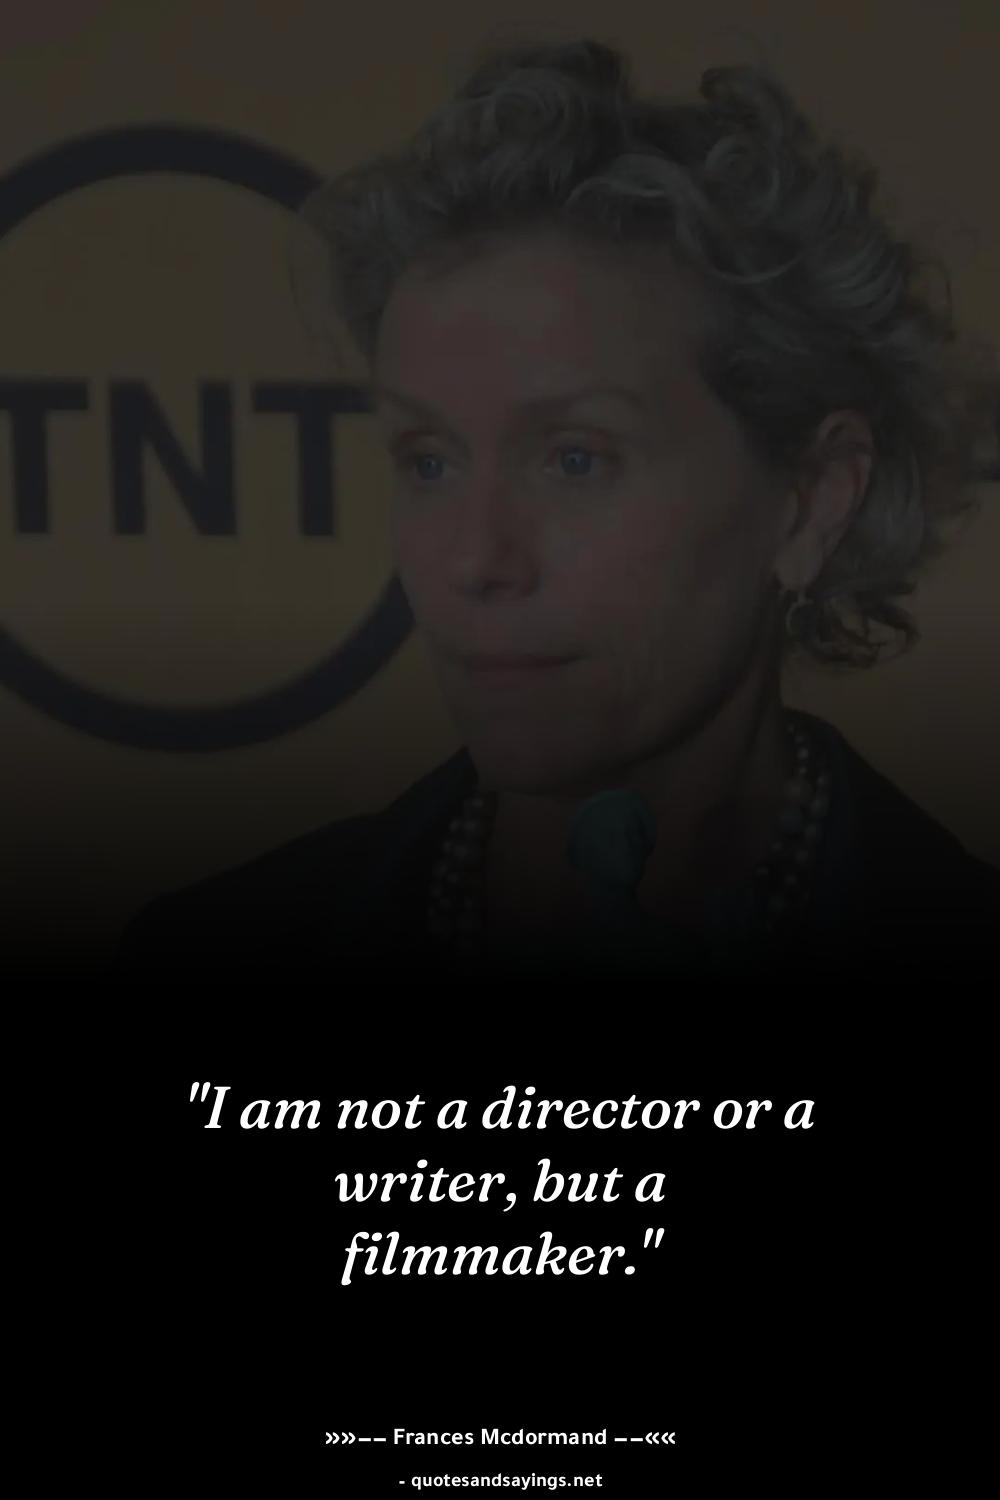 TNT
"I am not a director or a
writer, but a
filmmaker."
»»−− Frances Mcdormand −−««
- quotesandsayings.net